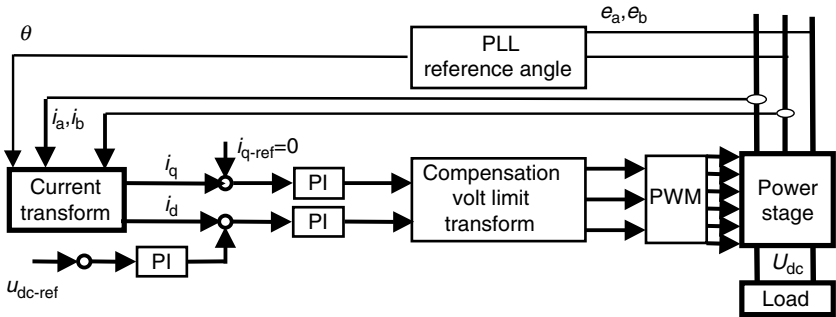 e_a,e_b
θ
PLL
reference angle
i_a,i_b
i_q
i_q-ref=0
Current
transform
i_d
PI
PI
Compensation
volt limit
transform
PWM
Power
stage
PI
u_dc-ref
U_dc
Load